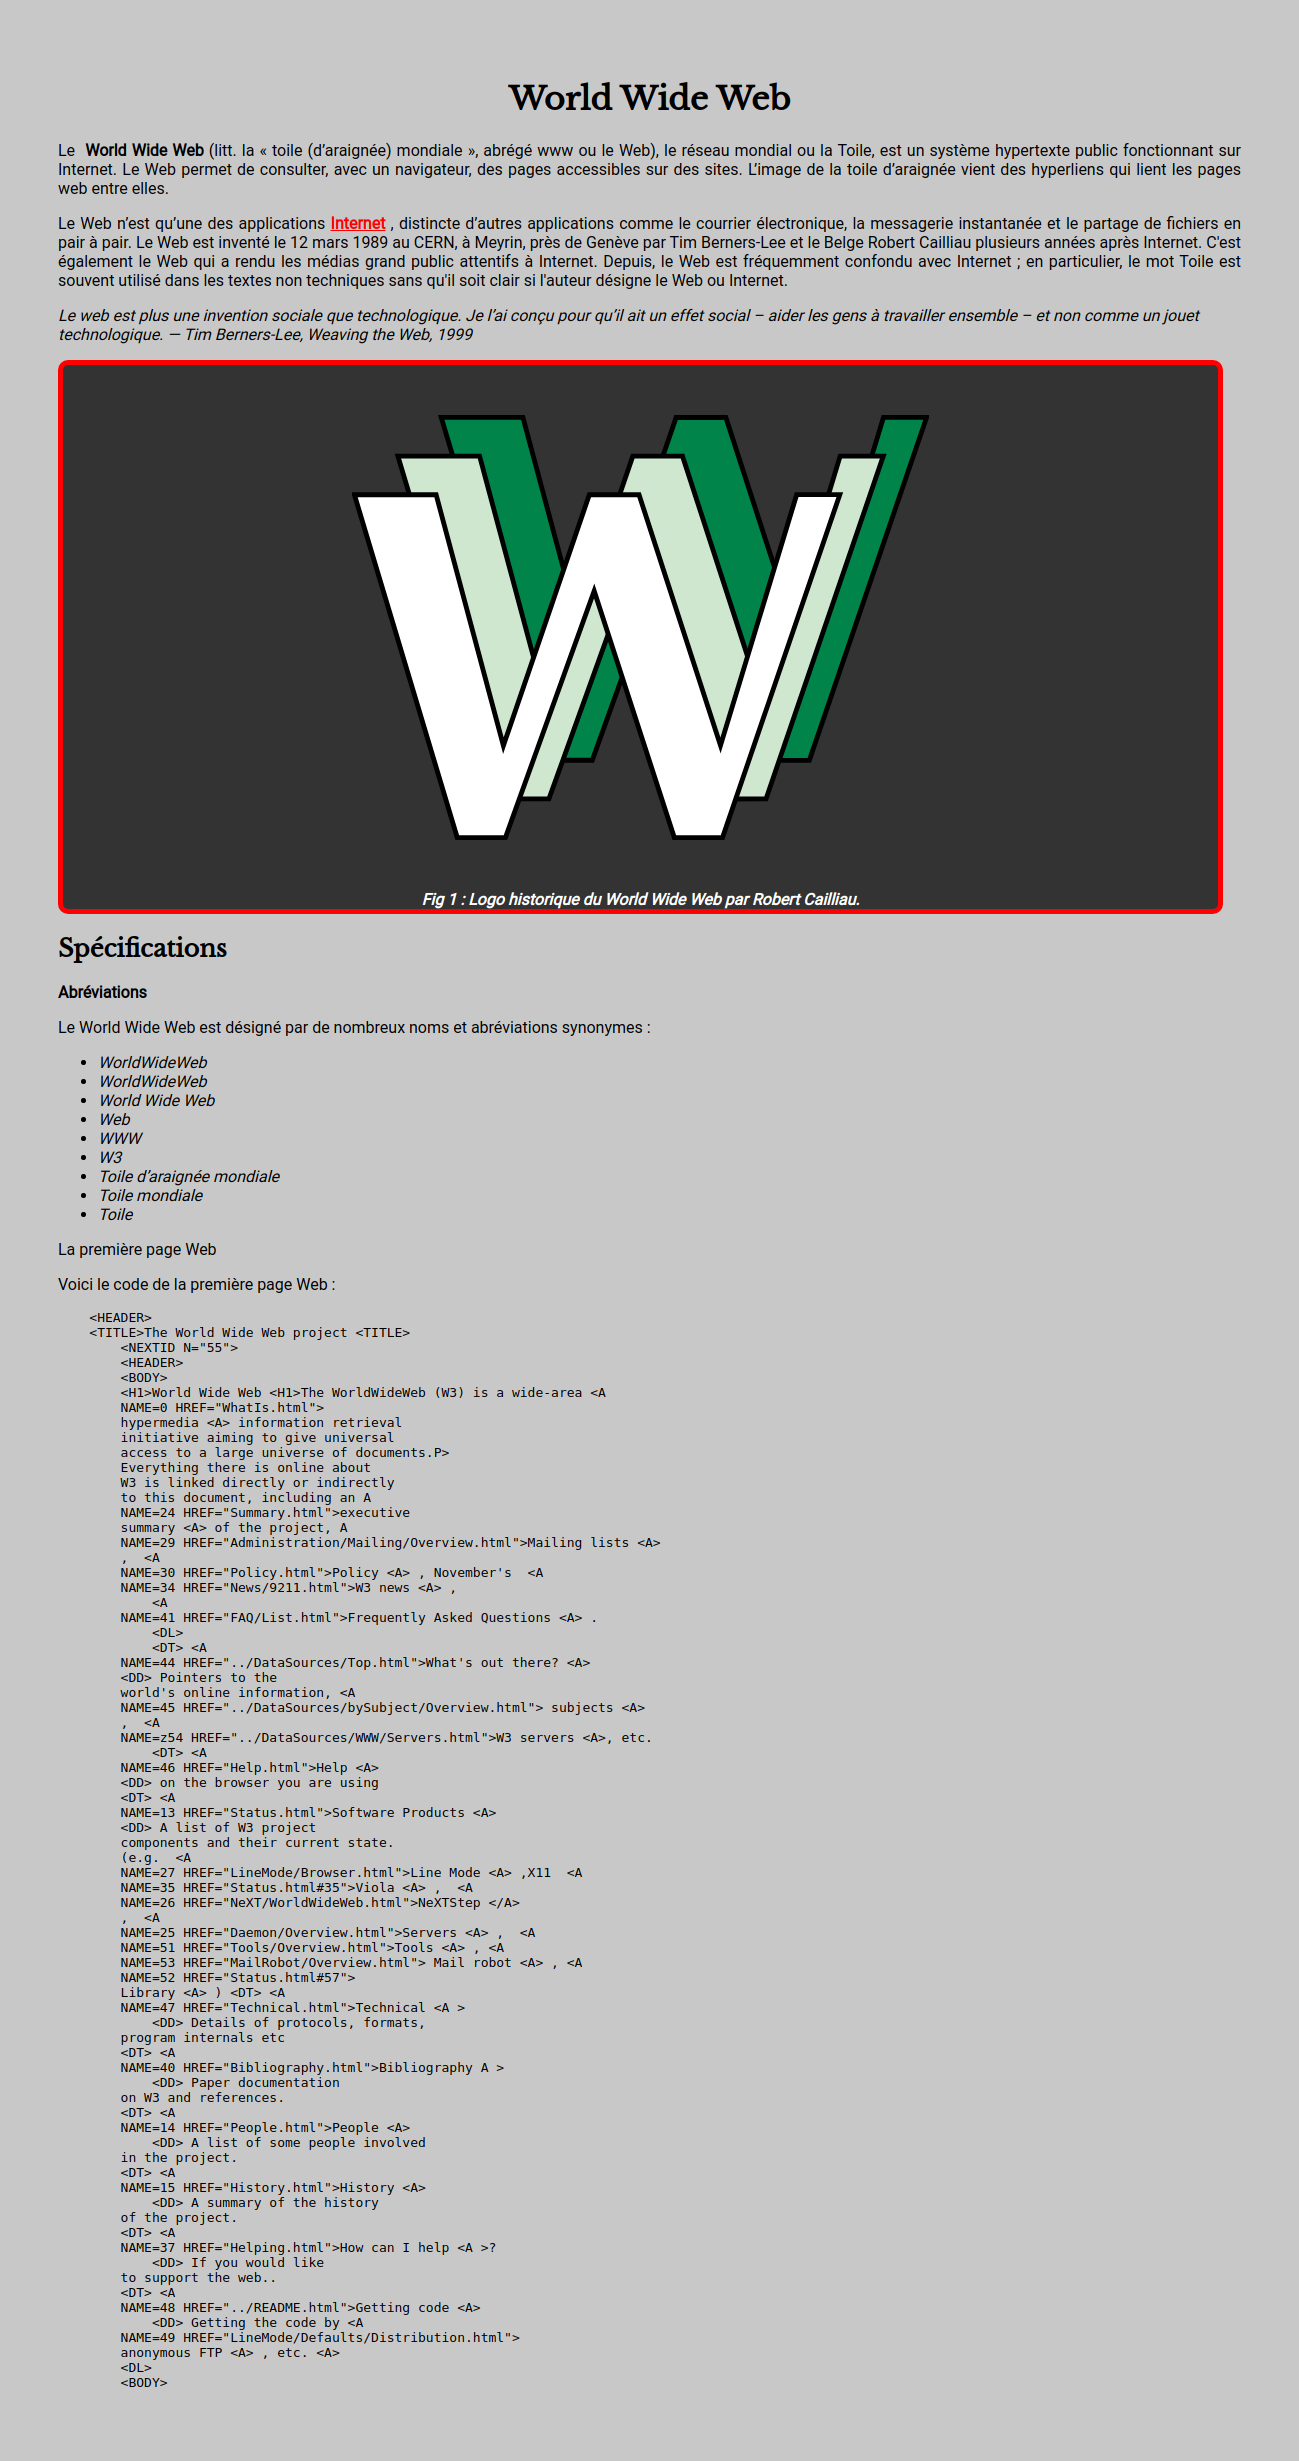 World Wide Web
Le World Wide Web (litt. la « toile (d’araignée) mondiale », abrégé www ou le Web), le réseau mondial ou la Toile, est un système hypertexte public fonctionnant sur
Internet. Le Web permet de consulter, avec un navigateur, des pages accessibles sur des sites. L’image de la toile d’araignée vient des hyperliens qui lient les pages
web entre elles.
Le Web n’est qu’une des applications Internet , distincte d’autres applications comme le courrier électronique, la messagerie instantanée et le partage de fichiers en
pair à pair. Le Web est inventé le 12 mars 1989 au CERN, à Meyrin, près de Genève par Tim Berners-Lee et le Belge Robert Cailliau plusieurs années après Internet. C'est
également le Web qui a rendu les médias grand public attentifs à Internet. Depuis, le Web est fréquemment confondu avec Internet ; en particulier, le mot Toile est
souvent utilisé dans les textes non techniques sans qu'il soit clair si l'auteur désigne le Web ou Internet.
Le web est plus une invention sociale que technologique. Je l’ai conçu pour qu’il ait un effet social – aider les gens à travailler ensemble – et non comme un jouet
technologique. — Tim Berners-Lee, Weaving the Web, 1999
WWW
Fig 1 : Logo historique du World Wide Web par Robert Cailliau.
Spécifications
Abréviations
Le World Wide Web est désigné par de nombreux noms et abréviations synonymes :
• WorldWideWeb
• WorldWideWeb
• World Wide Web
• Web
• WWW
• W3
• Toile d’araignée mondiale
• Toile mondiale
• Toile
La première page Web
Voici le code de la première page Web :
<HEADER>
<TITLE>The World Wide Web project <TITLE>
<NEXTID N="55">
<HEADER>
<BODY>
<H1>World Wide Web <H1>The WorldWideWeb (W3) is a wide-area <A
NAME=0 HREF="WhatIs.html">
hypermedia <A> information retrieval
initiative aiming to give universal
access to a large universe of documents.P>
Everything there is online about
W3 is linked directly or indirectly
to this document, including an A
NAME=24 HREF="Summary.html">executive
summary <A> of the project, A
NAME=29 HREF="Administration/Mailing/Overview.html">Mailing lists <A>
,  <A
NAME=30 HREF="Policy.html">Policy <A> , November's  <A
NAME=34 HREF="News/9211.html">W3 news <A> ,
<A
NAME=41 HREF="FAQ/List.html">Frequently Asked Questions <A> .
<DL>
<DT> <A
NAME=44 HREF="../DataSources/Top.html">What's out there? <A>
<DD> Pointers to the
world's online information, <A
NAME=45 HREF="../DataSources/bySubject/Overview.html"> subjects <A>
,  <A
NAME=z54 HREF="../DataSources/WWW/Servers.html">W3 servers <A>, etc.
<DT> <A
NAME=46 HREF="Help.html">Help <A>
<DD> on the browser you are using
<DT> <A
NAME=13 HREF="Status.html">Software Products <A>
<DD> A list of W3 project
components and their current state.
(e.g.  <A
NAME=27 HREF="LineMode/Browser.html">Line Mode <A> ,X11  <A
NAME=35 HREF="Status.html#35">Viola <A> ,  <A
NAME=26 HREF="NeXT/WorldWideWeb.html">NeXTStep </A>
,  <A
NAME=25 HREF="Daemon/Overview.html">Servers <A> ,  <A
NAME=51 HREF="Tools/Overview.html">Tools <A> , <A
NAME=53 HREF="MailRobot/Overview.html"> Mail robot <A> , <A
NAME=52 HREF="Status.html#57">
Library <A> ) <DT> <A
NAME=47 HREF="Technical.html">Technical <A >
<DD> Details of protocols, formats,
program internals etc
<DT> <A
NAME=40 HREF="Bibliography.html">Bibliography A >
<DD> Paper documentation
on W3 and references.
<DT> <A
NAME=14 HREF="People.html">People <A>
<DD> A list of some people involved
in the project.
<DT> <A
NAME=15 HREF="History.html">History <A>
<DD> A summary of the history
of the project.
<DT> <A
NAME=37 HREF="Helping.html">How can I help <A >?
<DD> If you would like
to support the web..
<DT> <A
NAME=48 HREF="../README.html">Getting code <A>
<DD> Getting the code by <A
NAME=49 HREF="LineMode/Defaults/Distribution.html">
anonymous FTP <A> , etc. <A>
<DL>
<BODY>